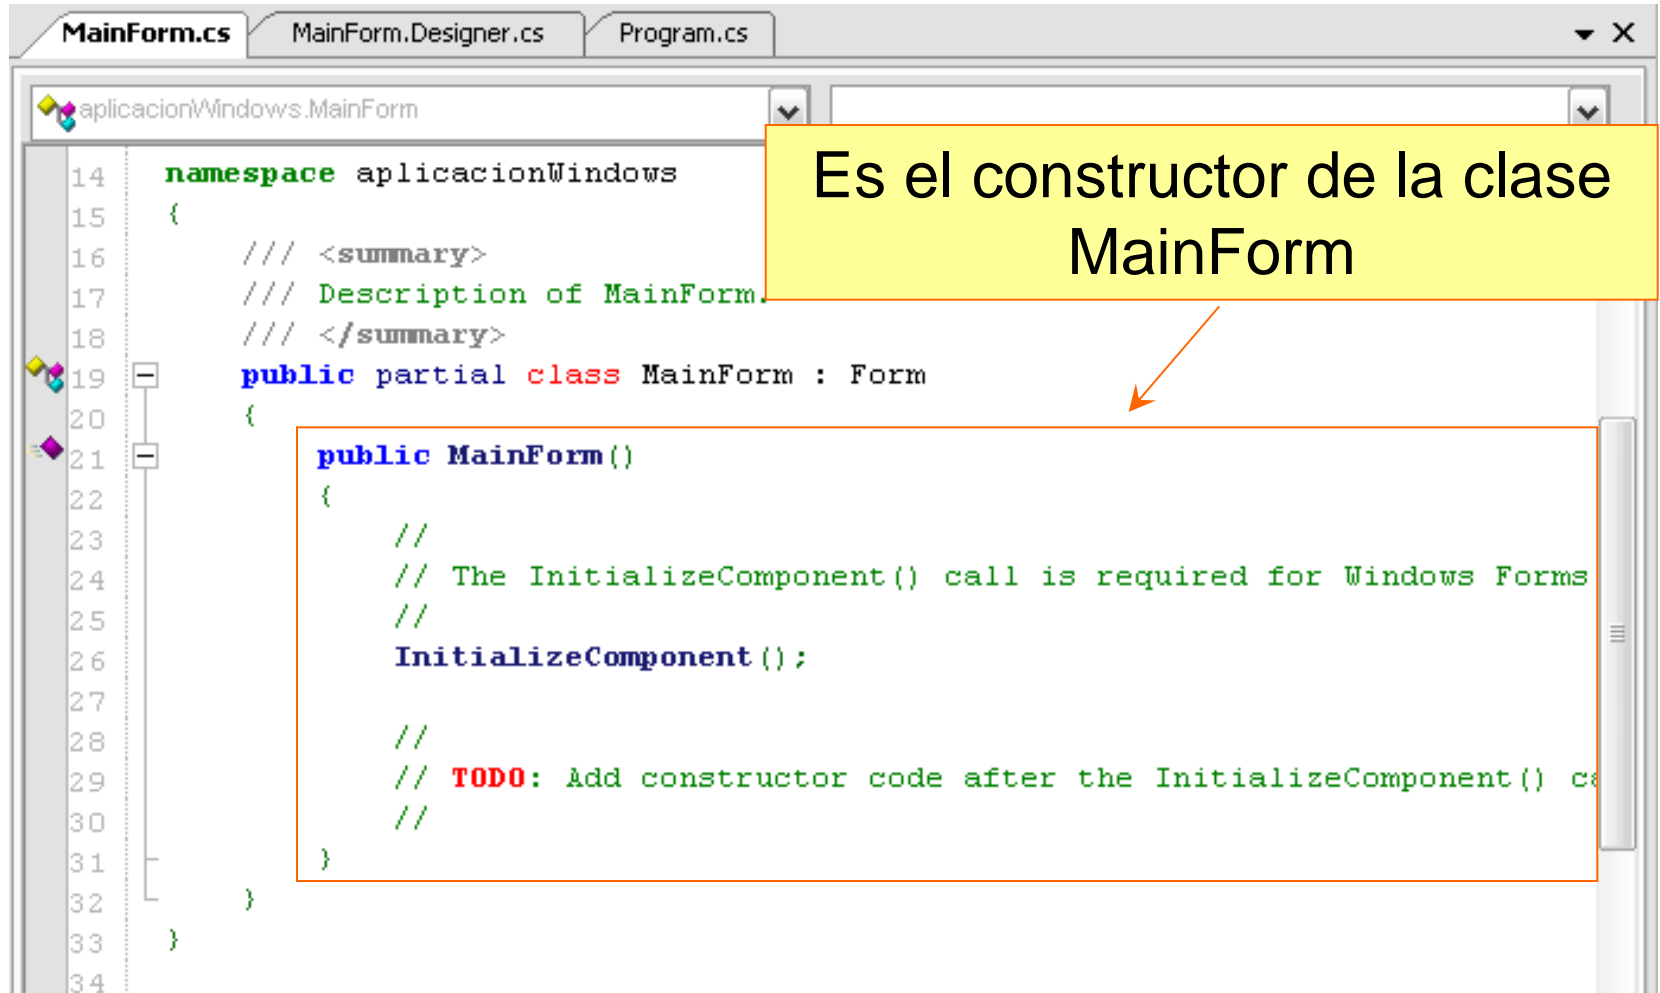 MainForm.cs MainForm.Designer.cs Program.cs
aplicacionWindows.MainForm
Es el constructor de la clase
MainForm
14 namespace aplicacionWindows
15 {
16 /// <summary>
17 /// Description of MainForm.
18 /// </summary>
19 public partial class MainForm : Form
20 {
21 public MainForm()
22 {
23 //
24 // The InitializeComponent() call is required for Windows Forms
25 //
26 InitializeComponent();
27
28 //
29 // TODO: Add constructor code after the InitializeComponent() ca
30 //
31 }
32 }
33 }
34